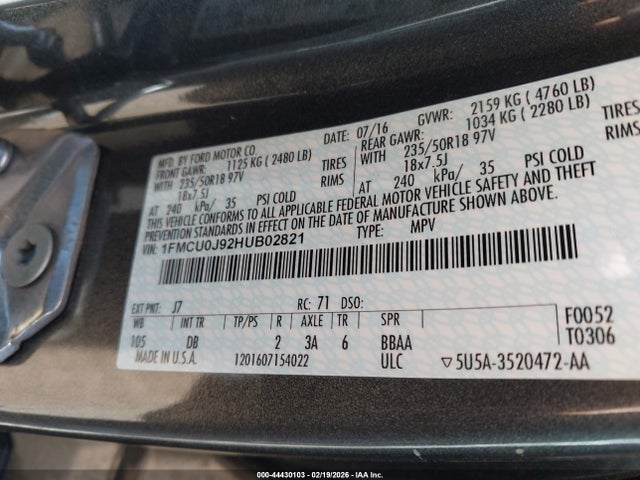 MFD. BY FORD MOTOR CO.
DATE: 07/16 GVWR: 2159 KG ( 4760 LB)
FRONT GAWR: 1125 KG ( 2480 LB) REAR GAWR: 1034 KG ( 2280 LB)
WITH 235/50R18 97V TIRES WITH 235/50R18 97V TIRES
18x7.5J RIMS 18x7.5J RIMS
AT 240 kPa/ 35 PSI COLD AT 240 kPa/ 35 PSI COLD
THIS VEHICLE CONFORMS TO ALL APPLICABLE FEDERAL MOTOR VEHICLE SAFETY AND THEFT
PREVENTION STANDARDS IN EFFECT ON THE DATE OF MANUFACTURE SHOWN ABOVE.
VIN: 1FMCU0J92HUB02821 TYPE: MPV
F0052
T0306
EXT PNT: J7 RC: 71 DSO:
WB INT TR TP/PS R AXLE TR SPR
105 DB 2 3A 6 BBAA
MADE IN U.S.A. 1201607154022 ULC ▽5U5A-3520472-AA
000-44430103 - 02/19/2026 - IAA Inc.